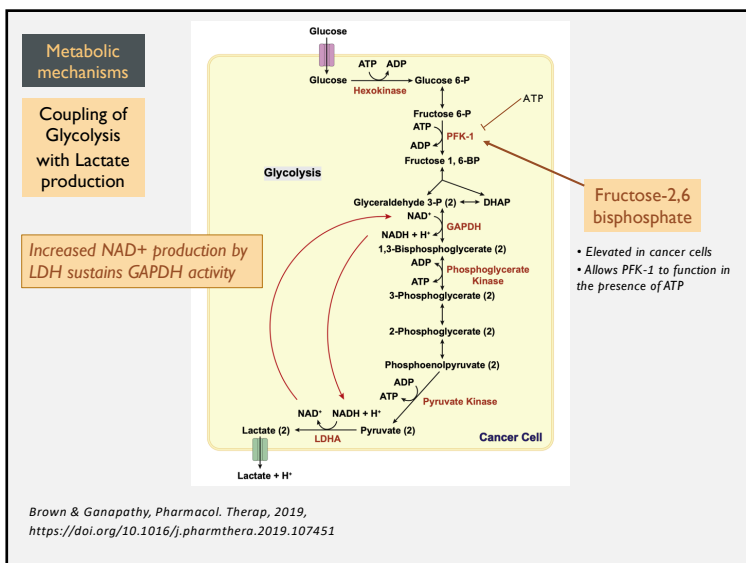 Metabolic
mechanisms
Coupling of
Glycolysis
with Lactate
production
Increased NAD+ production by
LDH sustains GAPDH activity
Glucose
ATP ADP
Glucose Glucose 6-P
Hexokinase
Fructose 6-P
ATP
ATP
PFK-1
ADP
Fructose 1, 6-BP
Glycolysis
Glyceraldehyde 3-P (2) DHAP
NAD⁺
GAPDH
NADH + H⁺
1,3-Bisphosphoglycerate (2)
ADP
Phosphoglycerate
Kinase
ATP
3-Phosphoglycerate (2)
2-Phosphoglycerate (2)
Phosphoenolpyruvate (2)
ADP
ATP
Pyruvate Kinase
NAD⁺ NADH + H⁺
Lactate (2) Pyruvate (2)
LDHA
Cancer Cell
Lactate + H⁺
Fructose-2,6
bisphosphate
• Elevated in cancer cells
• Allows PFK-1 to function in
the presence of ATP
Brown & Ganapathy, Pharmacol. Therap, 2019,
https://doi.org/10.1016/j.pharmthera.2019.107451